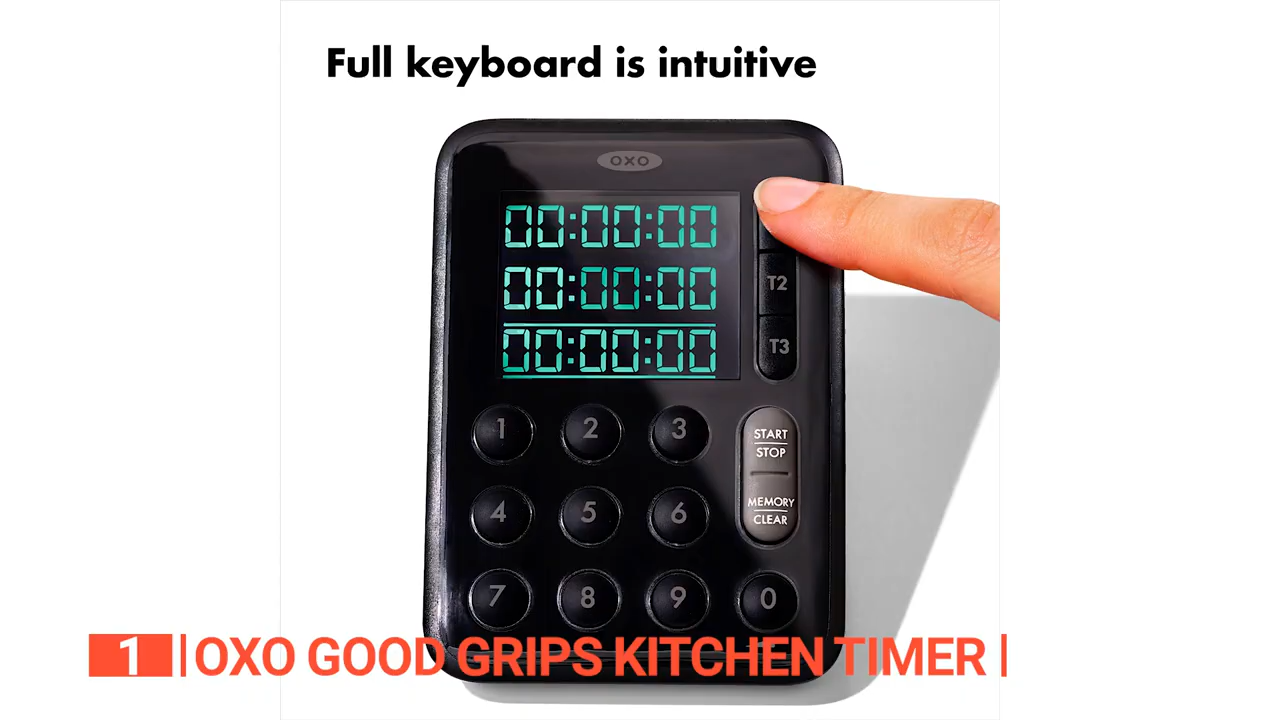 Full keyboard is intuitive
OXO
00:00:00
00:00:00
T2
00:00:00
T3
1 2 3
START
STOP
4 5 6
MEMORY
CLEAR
7 8 9 0
1 OXO GOOD GRIPS KITCHEN TIMER